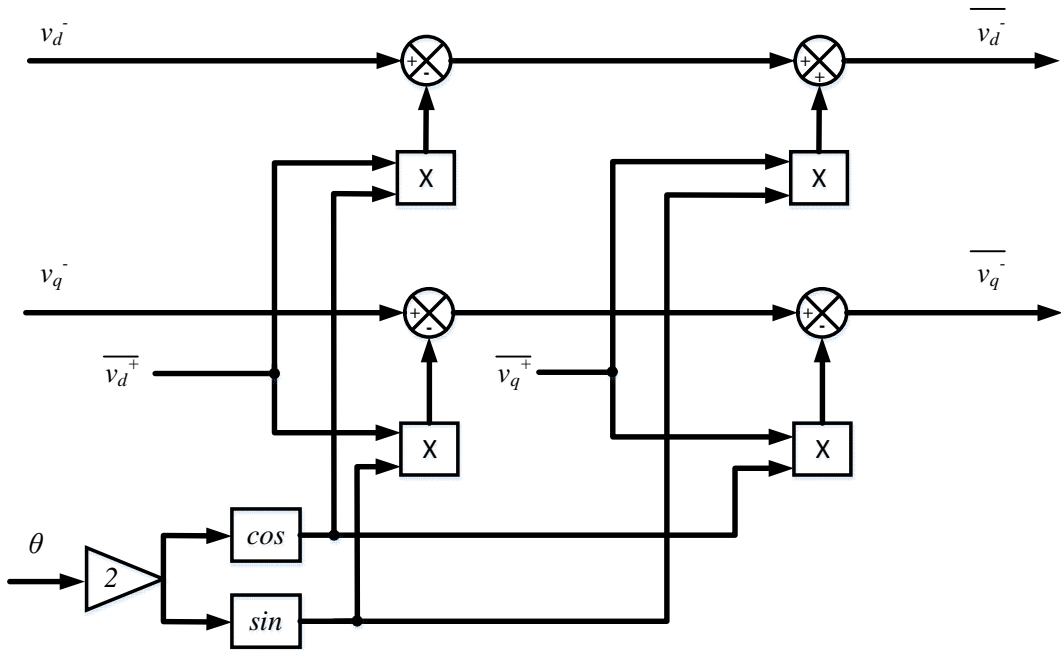 v_d^-
\overline{v_d^-}
+
-
+
+
X
X
v_q^-
\overline{v_q^-}
+
-
+
-
\overline{v_d^+}
\overline{v_q^+}
X
X
θ
cos
2
sin